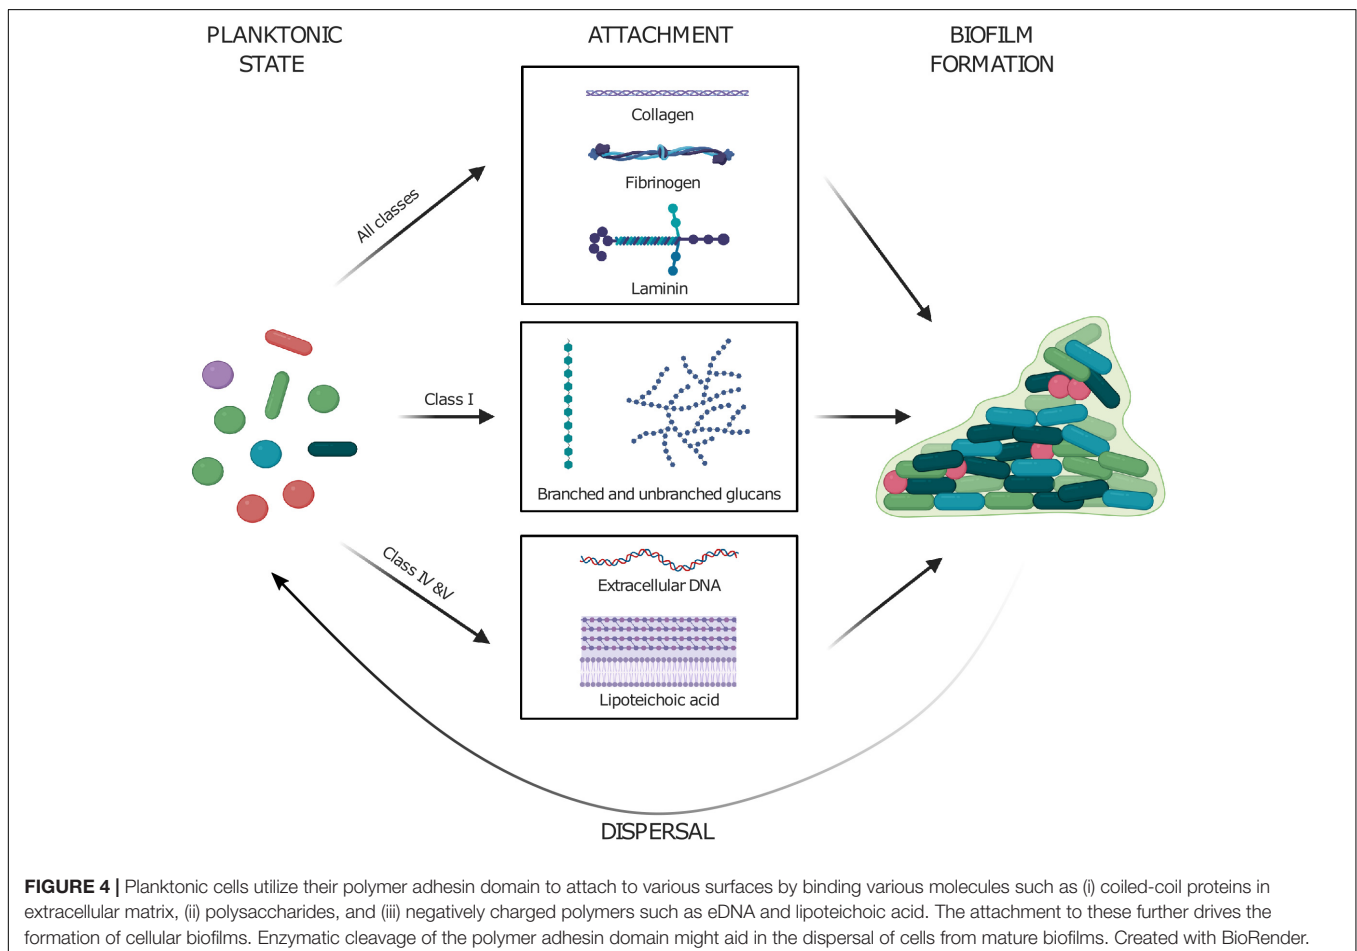 PLANKTONIC
STATE
ATTACHMENT
BIOFILM
FORMATION
Collagen
Fibrinogen
Laminin
All classes
Class I
Branched and unbranched glucans
Class IV &V
Extracellular DNA
Lipoteichoic acid
DISPERSAL
FIGURE 4 | Planktonic cells utilize their polymer adhesin domain to attach to various surfaces by binding various molecules such as (i) coiled-coil proteins in
extracellular matrix, (ii) polysaccharides, and (iii) negatively charged polymers such as eDNA and lipoteichoic acid. The attachment to these further drives the
formation of cellular biofilms. Enzymatic cleavage of the polymer adhesin domain might aid in the dispersal of cells from mature biofilms. Created with BioRender.